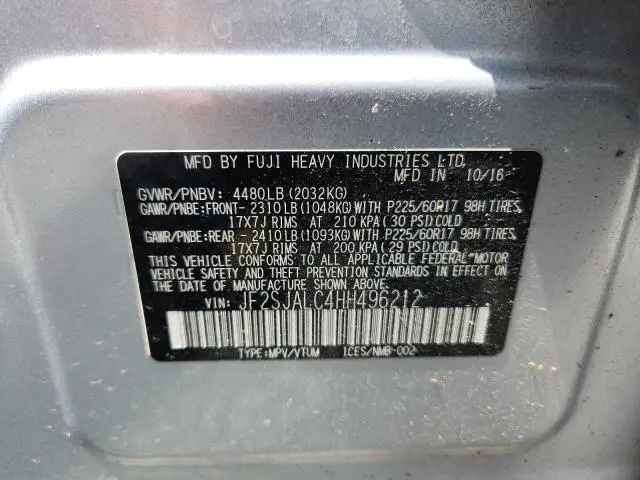 MFD BY FUJI HEAVY INDUSTRIES LTD.
MFD IN 10/16
GVWR/PNBV: 4480LB (2032KG)
GAWR/PNBE:FRONT-2310LB (1048KG) WITH P225/60R17 98H TIRES,
17X7J RIMS AT 210 KPA (30 PSI) COLD
GAWR/PNBE:REAR -2410LB (1093KG) WITH P225/60R17 98H TIRES,
17X7J RIMS AT 200 KPA (29 PSI) COLD
THIS VEHICLE CONFORMS TO ALL APPLICABLE FEDERAL MOTOR
VEHICLE SAFETY AND THEFT PREVENTION STANDARDS IN EFFECT ON
THE DATE OF MANUFACTURE SHOWN ABOVE.
VIN: JF2SJALC4HH496212
TYPE:MPV/VTUM ICES/NMB-002